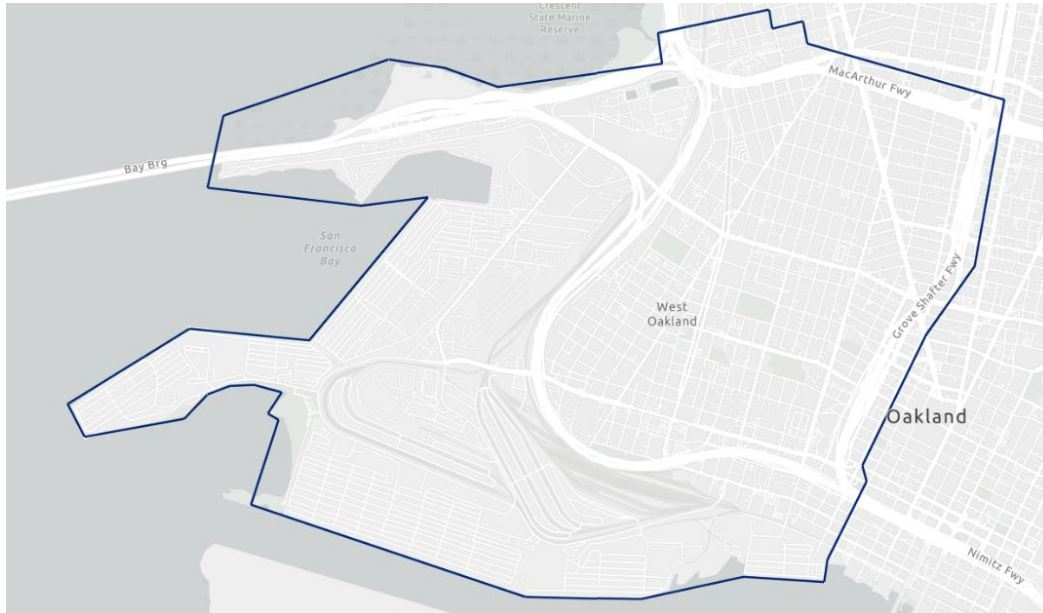 Crescent
State Marine
Reserve
MacArthur Fwy
Bay Brg
San
Francisco
Bay
West
Oakland
Grove Shafter Fwy
Oakland
Nimitz Fwy